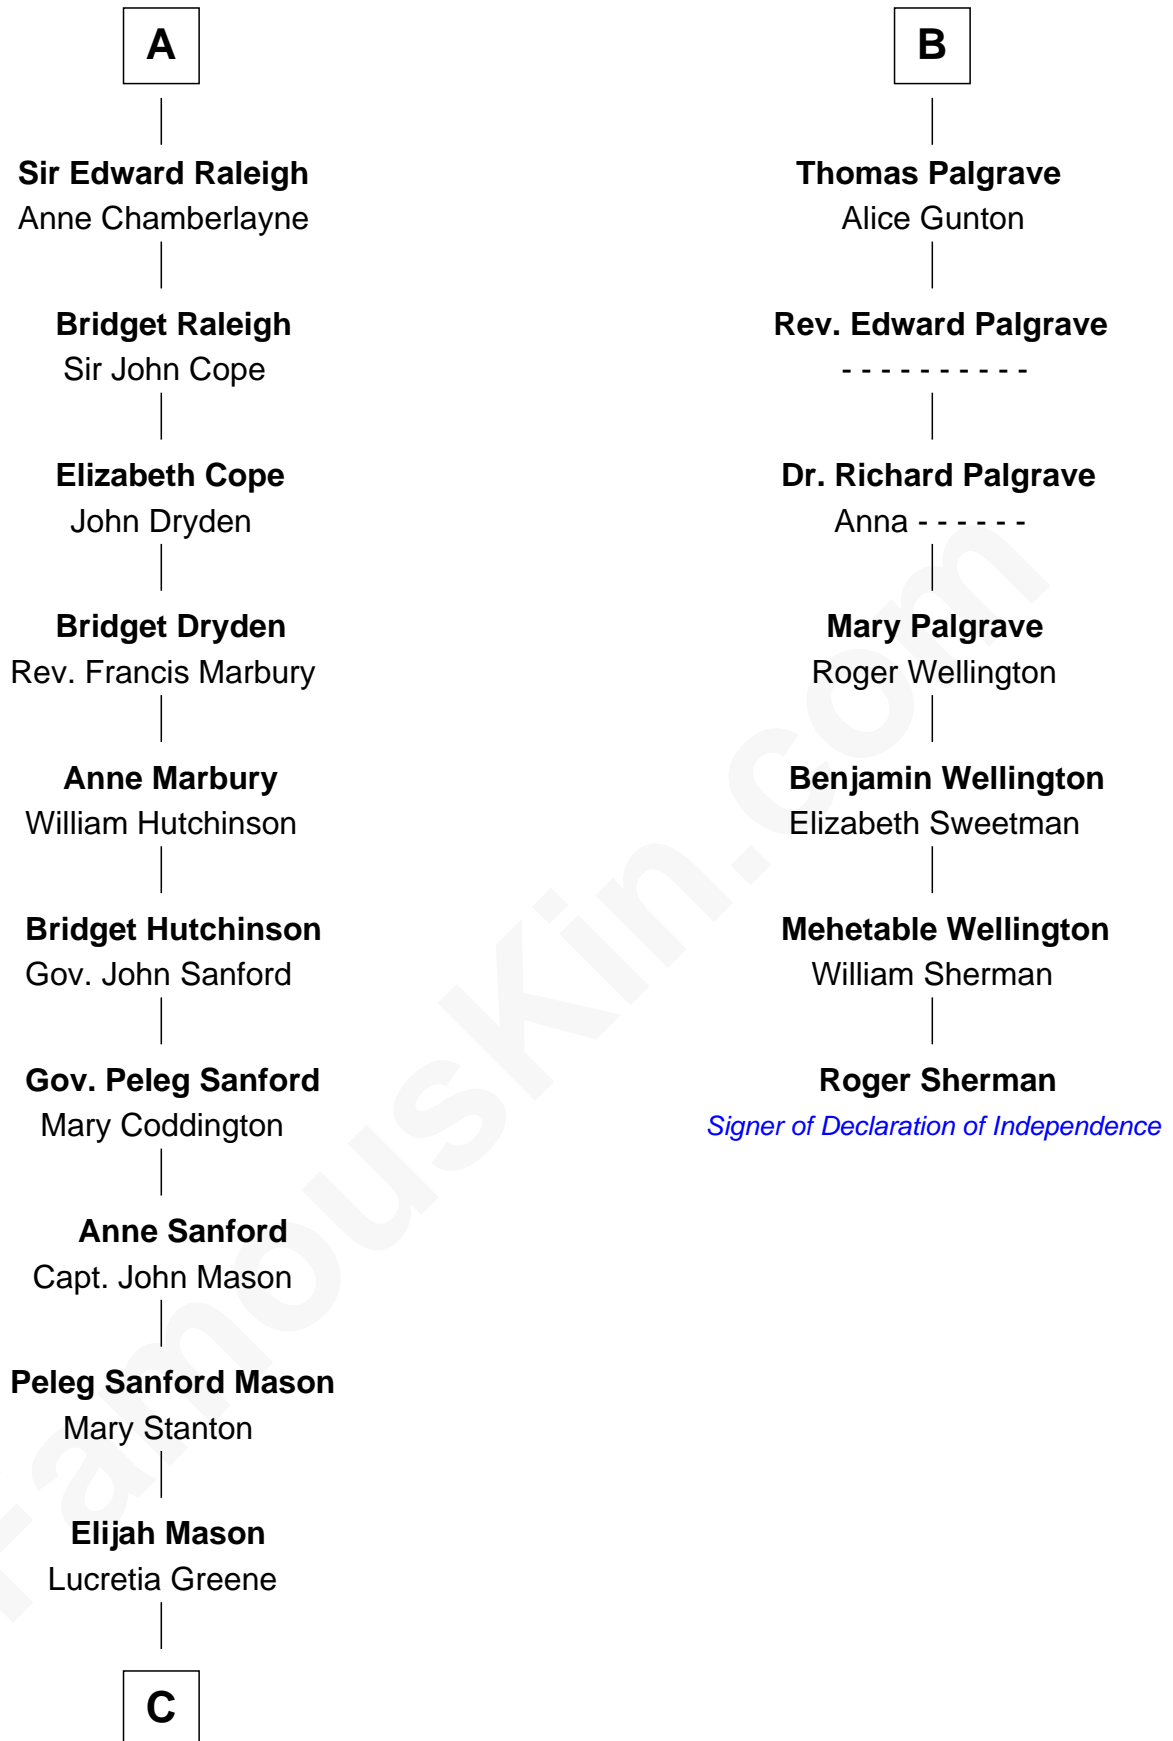 A
Sir Edward Raleigh
Anne Chamberlayne
Bridget Raleigh
Sir John Cope
Elizabeth Cope
John Dryden
Bridget Dryden
Rev. Francis Marbury
Anne Marbury
William Hutchinson
Bridget Hutchinson
Gov. John Sanford
Gov. Peleg Sanford
Mary Coddington
Anne Sanford
Capt. John Mason
Peleg Sanford Mason
Mary Stanton
Elijah Mason
Lucretia Greene
C
B
Thomas Palgrave
Alice Gunton
Rev. Edward Palgrave
- - - - - - - - - -
Dr. Richard Palgrave
Anna - - - - - -
Mary Palgrave
Roger Wellington
Benjamin Wellington
Elizabeth Sweetman
Mehetable Wellington
William Sherman
Roger Sherman
Signer of Declaration of Independence
FamousKin.com